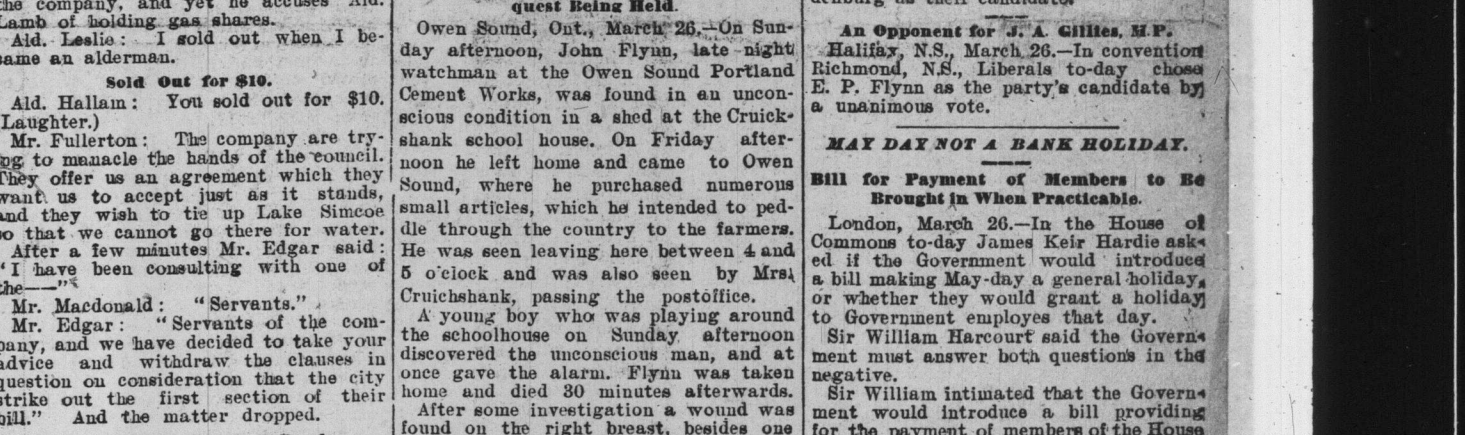 the company, and yet he accuses Ald.
Lamb of holding gas shares.
Ald. Leslie: I sold out when I be-
came an alderman.
Sold Out for $10.
Ald. Hallam: You sold out for $10.
(Laughter.)
Mr. Fullerton: The company are try-
ing to manacle the hands of the council.
They offer us an agreement which they
want us to accept just as it stands,
and they wish to tie up Lake Simcoe
so that we cannot go there for water.
After a few minutes Mr. Edgar said:
"I have been consulting with one of
the——"
Mr. Macdonald: "Servants."
Mr. Edgar: "Servants of the com-
pany, and we have decided to take your
advice and withdraw the clauses in
question on consideration that the city
strike out the first section of their
bill." And the matter dropped.
quest Being Held.
Owen Sound, Ont., March 26.—On Sun-
day afternoon, John Flynn, late night
watchman at the Owen Sound Portland
Cement Works, was found in an uncon-
scious condition in a shed at the Cruick-
shank school house. On Friday after-
noon he left home and came to Owen
Sound, where he purchased numerous
small articles, which he intended to ped-
dle through the country to the farmers.
He was seen leaving here between 4 and
5 o'clock and was also seen by Mrs.
Cruichshank, passing the postoffice.
A young boy who was playing around
the schoolhouse on Sunday afternoon
discovered the unconscious man, and at
once gave the alarm. Flynn was taken
home and died 30 minutes afterwards.
After some investigation a wound was
found on the right breast, besides one
as their candidate.
An Opponent for J. A. Gillies, M.P.
Halifax, N.S., March 26.—In convention
Richmond, N.S., Liberals to-day chose
E. P. Flynn as the party's candidate by
a unanimous vote.
MAY DAY NOT A BANK HOLIDAY.
Bill for Payment of Members to Be
Brought in When Practicable.
London, March 26.—In the House of
Commons to-day James Keir Hardie ask-
ed if the Government would introduce
a bill making May-day a general holiday,
or whether they would grant a holiday
to Government employes that day.
Sir William Harcourt said the Govern-
ment must answer both questions in the
negative.
Sir William intimated that the Govern-
ment would introduce a bill providing
for the payment of members of the House